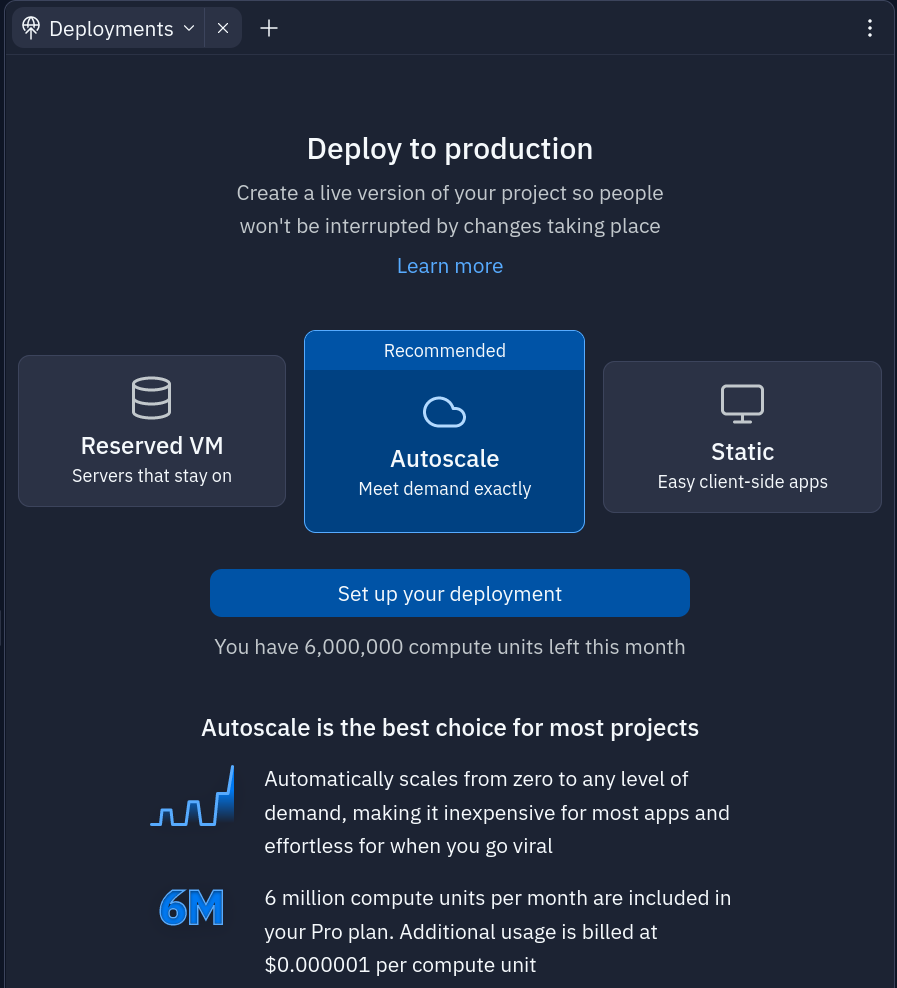 Deployments
Deploy to production
Create a live version of your project so people
won't be interrupted by changes taking place
Learn more
Reserved VM
Servers that stay on
Recommended
Autoscale
Meet demand exactly
Static
Easy client-side apps
Set up your deployment
You have 6,000,000 compute units left this month
Autoscale is the best choice for most projects
Automatically scales from zero to any level of
demand, making it inexpensive for most apps and
effortless for when you go viral
6M
6 million compute units per month are included in
your Pro plan. Additional usage is billed at
$0.000001 per compute unit